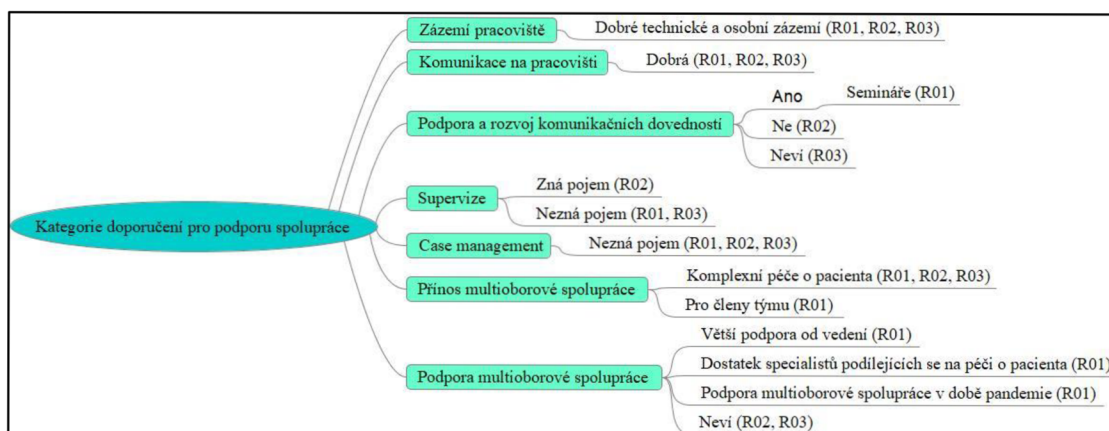 Kategorie doporučení pro podporu spolupráce
Zázemí pracoviště
Dobré technické a osobní zázemí (R01, R02, R03)
Komunikace na pracovišti
Dobrá (R01, R02, R03)
Podpora a rozvoj komunikačních dovedností
Ano
Semináře (R01)
Ne (R02)
Neví (R03)
Supervize
Zná pojem (R02)
Nezná pojem (R01, R03)
Case management
Nezná pojem (R01, R02, R03)
Přínos multioborové spolupráce
Komplexní péče o pacienta (R01, R02, R03)
Pro členy týmu (R01)
Podpora multioborové spolupráce
Větší podpora od vedení (R01)
Dostatek specialistů podílejících se na péči o pacienta (R01)
Podpora multioborové spolupráce v době pandemie (R01)
Neví (R02, R03)